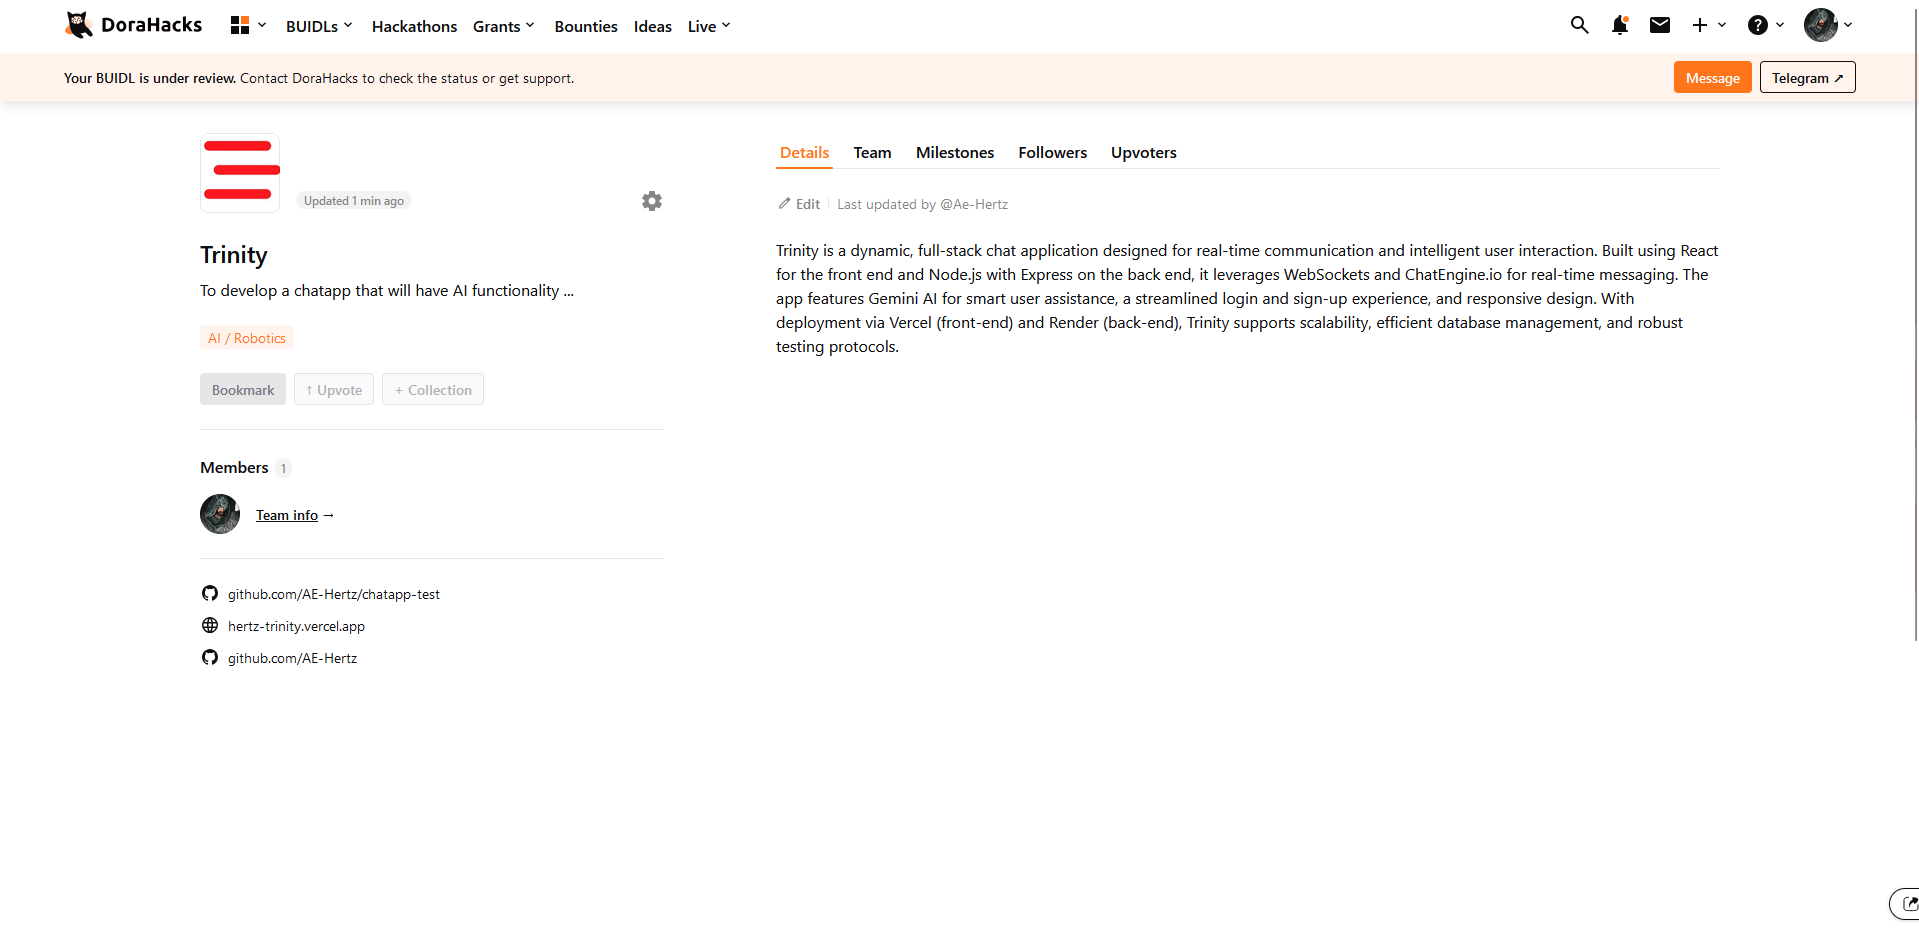 DoraHacks
BUIDLs
Hackathons
Grants
Bounties
Ideas
Live
Your BUIDL is under review. Contact DoraHacks to check the status or get support.
Message
Telegram ↗
Updated 1 min ago
Trinity
To develop a chatapp that will have AI functionality ...
AI / Robotics
Bookmark
↑ Upvote
+ Collection
Members 1
Team info →
github.com/AE-Hertz/chatapp-test
hertz-trinity.vercel.app
github.com/AE-Hertz
Details
Team
Milestones
Followers
Upvoters
Edit
Last updated by @Ae-Hertz
Trinity is a dynamic, full-stack chat application designed for real-time communication and intelligent user interaction. Built using React
for the front end and Node.js with Express on the back end, it leverages WebSockets and ChatEngine.io for real-time messaging. The
app features Gemini AI for smart user assistance, a streamlined login and sign-up experience, and responsive design. With
deployment via Vercel (front-end) and Render (back-end), Trinity supports scalability, efficient database management, and robust
testing protocols.